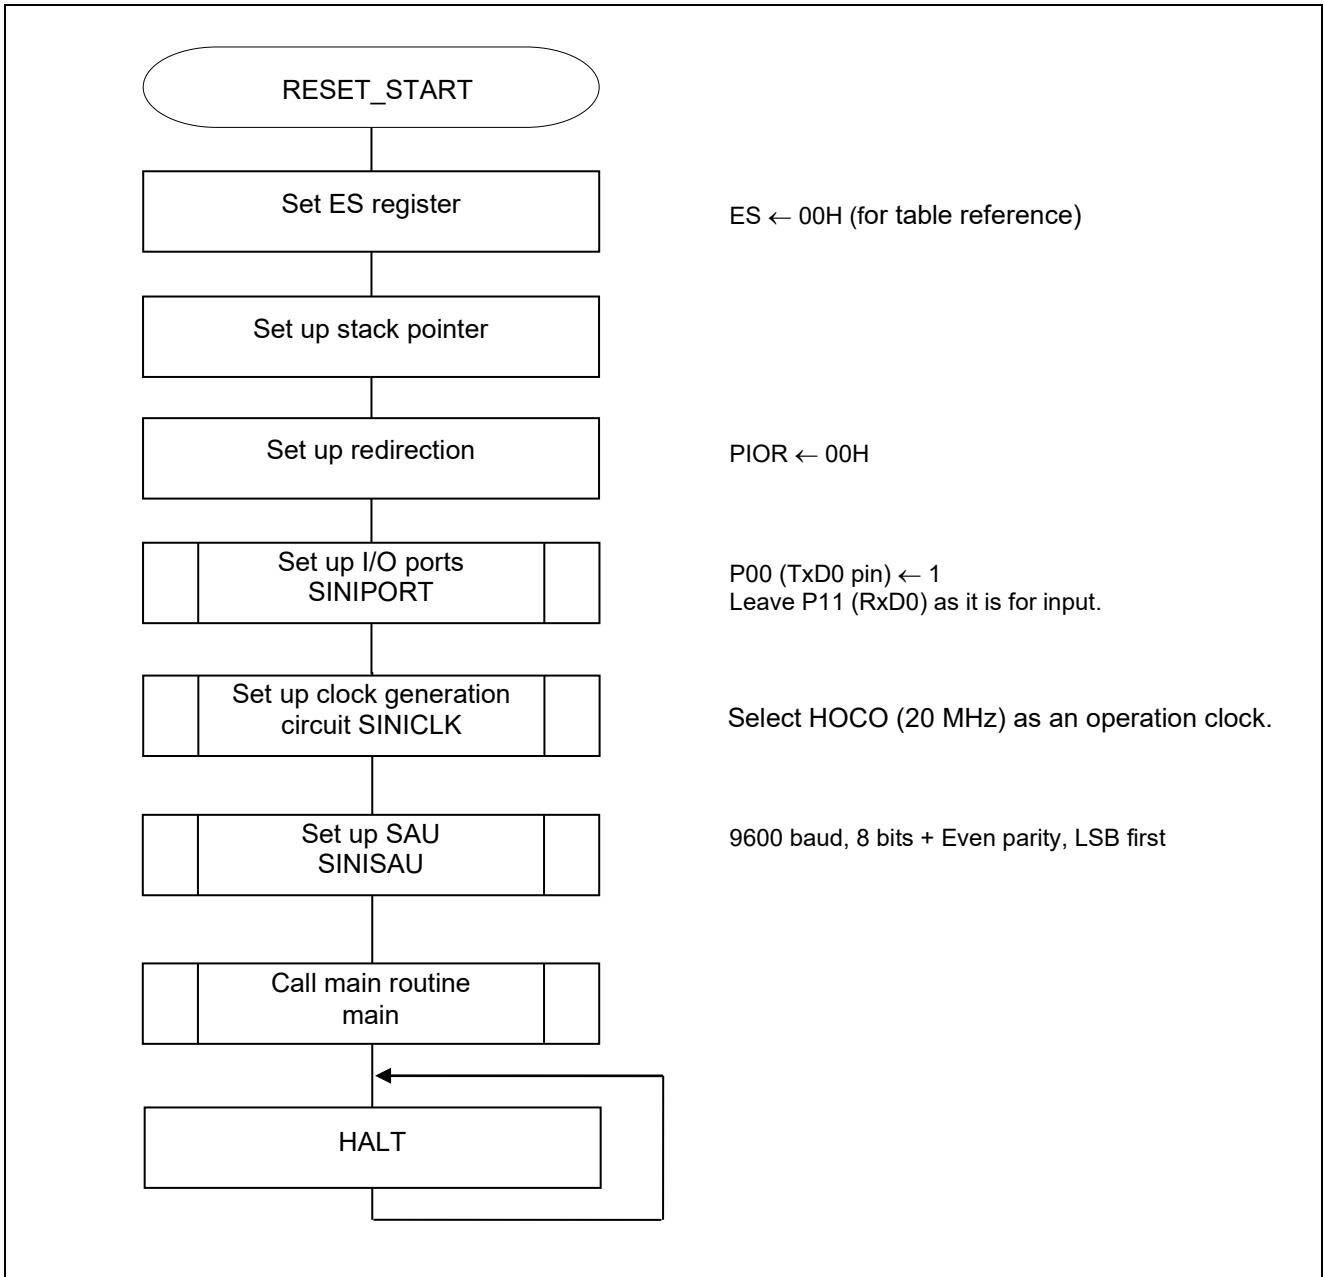 RESET_START
Set ES register
ES ← 00H (for table reference)
Set up stack pointer
Set up redirection
PIOR ← 00H
Set up I/O ports
SINIPORT
P00 (TxD0 pin) ← 1
Leave P11 (RxD0) as it is for input.
Set up clock generation
circuit SINICLK
Select HOCO (20 MHz) as an operation clock.
Set up SAU
SINISAU
9600 baud, 8 bits + Even parity, LSB first
Call main routine
main
HALT